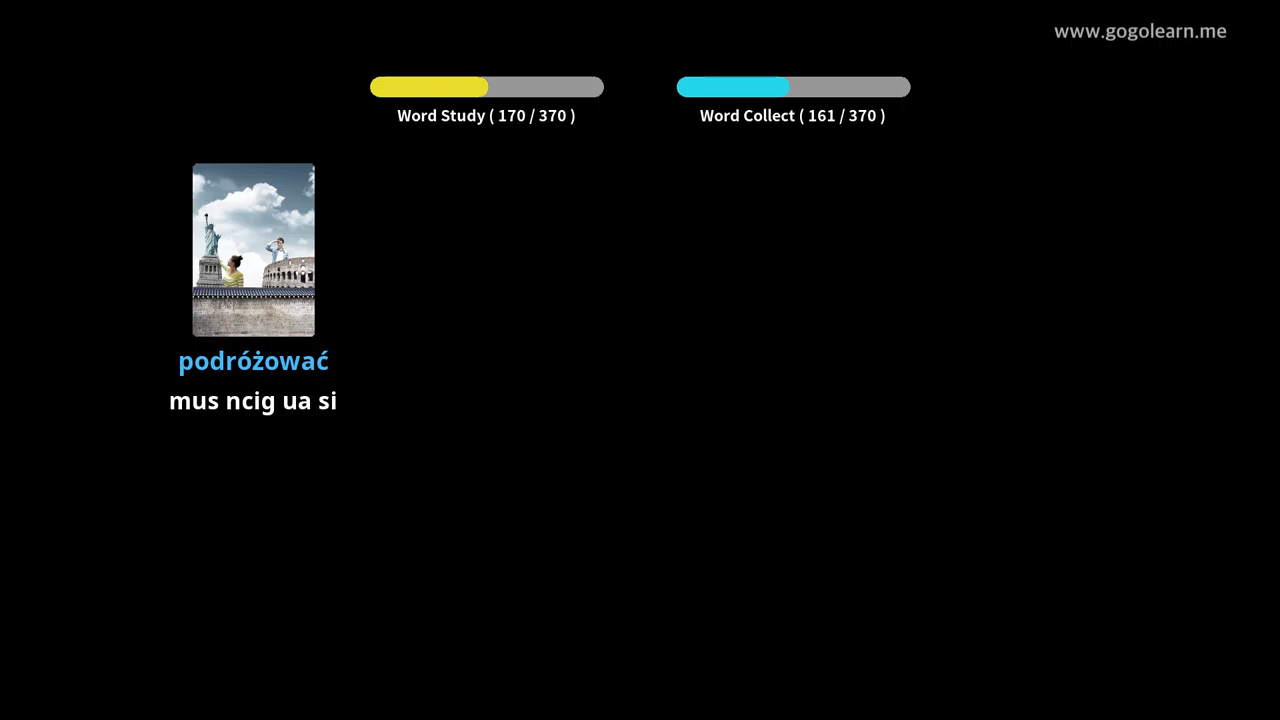 www.gogolearn.me
Word Study ( 170 / 370 )
Word Collect ( 161 / 370 )
podróżować
mus ncig ua si